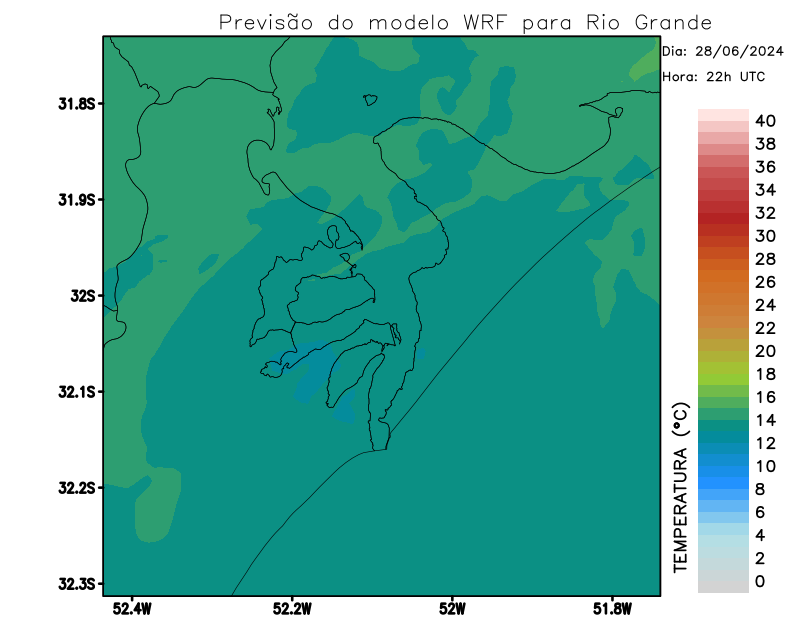 Previsão do modelo WRF para Rio Grande
Dia: 28/06/2024
Hora: 22h UTC
31.8S
31.9S
32S
32.1S
32.2S
32.3S
52.4W
52.2W
52W
51.8W
TEMPERATURA (°C)
40
38
36
34
32
30
28
26
24
22
20
18
16
14
12
10
8
6
4
2
0